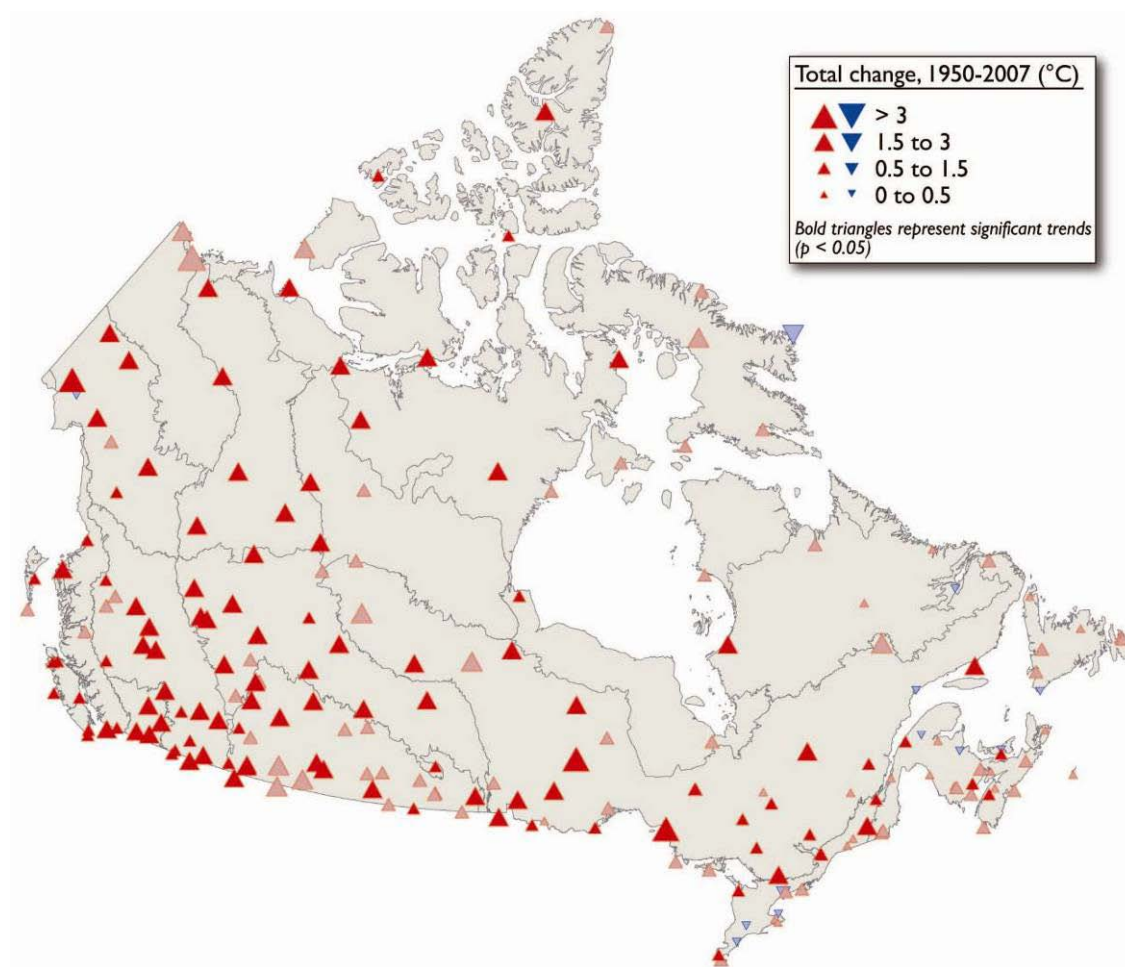 Total change, 1950-2007 (°C)
> 3
1.5 to 3
0.5 to 1.5
0 to 0.5
Bold triangles represent significant trends
(p < 0.05)